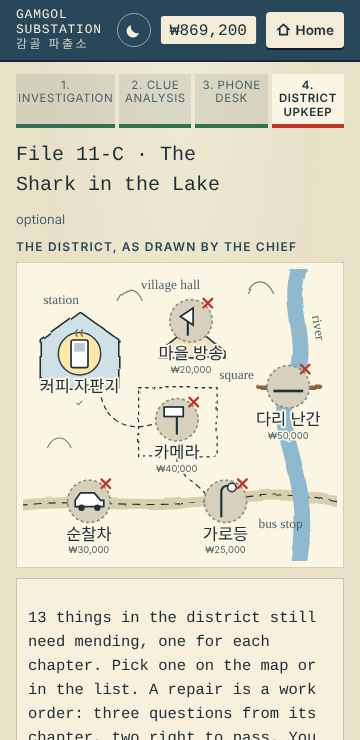 GAMGOL
SUBSTATION
감골 파출소
₩869,200
Home
1.
INVESTIGATION
2. CLUE
ANALYSIS
3. PHONE
DESK
4.
DISTRICT
UPKEEP
File 11-C · The
Shark in the Lake
optional
THE DISTRICT, AS DRAWN BY THE CHIEF
village hall
station
river
마을 방송
₩20,000
커피 자판기
square
다리 난간
₩50,000
카메라
₩40,000
순찰차
₩30,000
가로등
₩25,000
bus stop
13 things in the district still
need mending, one for each
chapter. Pick one on the map or
in the list. A repair is a work
order: three questions from its
chapter, two right to pass. You